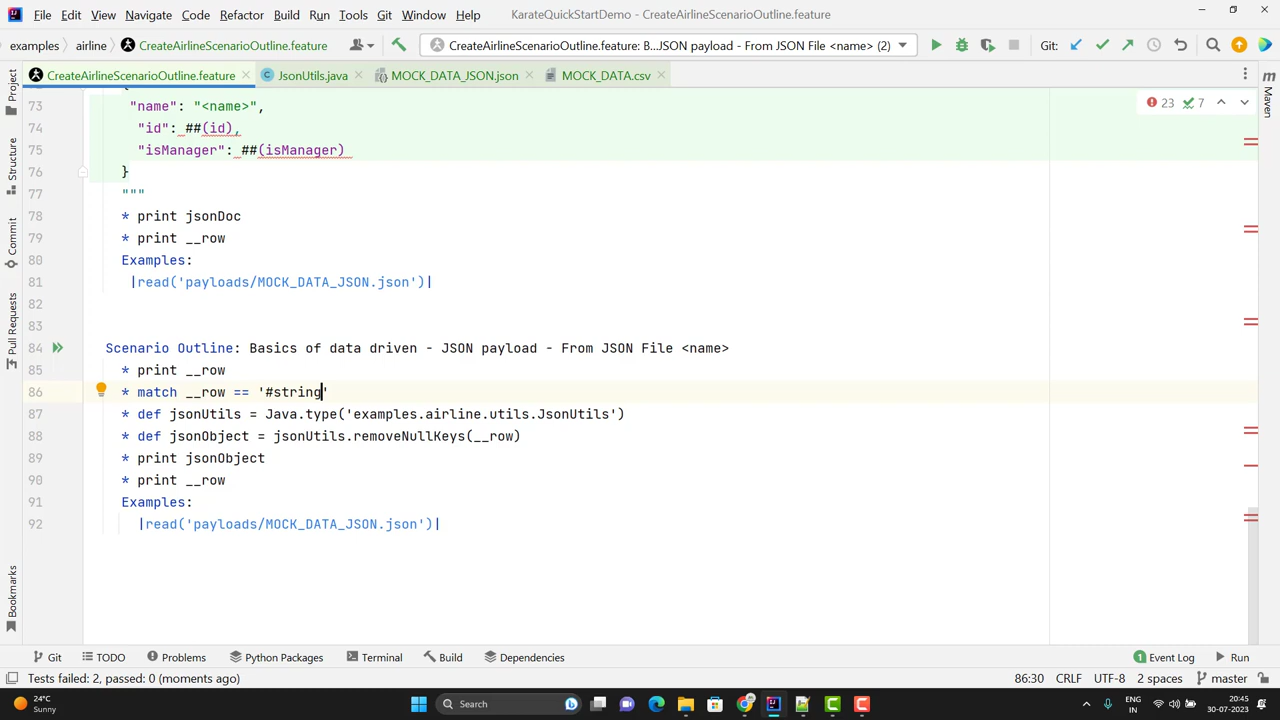 File Edit View Navigate Code Refactor Build Run Tools Git Window Help KarateQuickStartDemo - CreateAirlineScenarioOutline.feature
examples airline CreateAirlineScenarioOutline.feature CreateAirlineScenarioOutline.feature: B...JSON payload - From JSON File <name> (2) Git:
CreateAirlineScenarioOutline.feature JsonUtils.java MOCK_DATA_JSON.json MOCK_DATA.csv
Project
Structure
Commit
Pull Requests
Bookmarks
Maven
23 7
73 "name": "<name>",
74 "id": ##(id),
75 "isManager": ##(isManager)
76 }
77 """
78 * print jsonDoc
79 * print __row
80 Examples:
81 |read('payloads/MOCK_DATA_JSON.json')|
82
83
84 Scenario Outline: Basics of data driven - JSON payload - From JSON File <name>
85 * print __row
86 * match __row == '#string'
87 * def jsonUtils = Java.type('examples.airline.utils.JsonUtils')
88 * def jsonObject = jsonUtils.removeNullKeys(__row)
89 * print jsonObject
90 * print __row
91 Examples:
92 |read('payloads/MOCK_DATA_JSON.json')|
Git TODO Problems Python Packages Terminal Build Dependencies 1 Event Log Run
Tests failed: 2, passed: 0 (moments ago) 86:30 CRLF UTF-8 2 spaces master
24°C
Sunny
Search
ENG
IN
20:45
30-07-2023